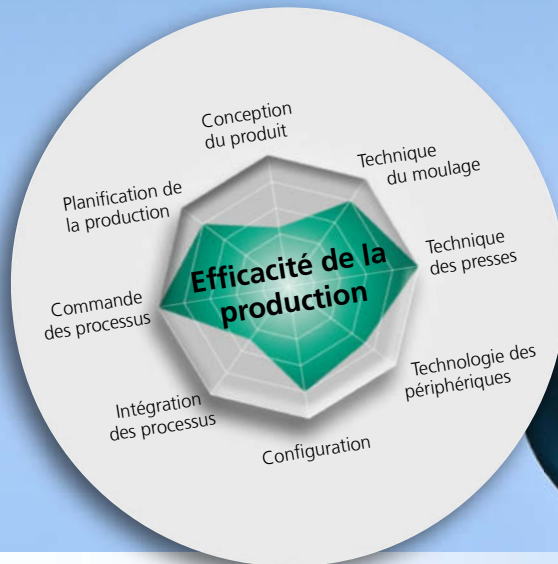 Conception
du produit
Technique
du moulage
Technique
des presses
Technologie des
périphériques
Configuration
Intégration
des processus
Commande
des processus
Planification de
la production
Efficacité de la
production